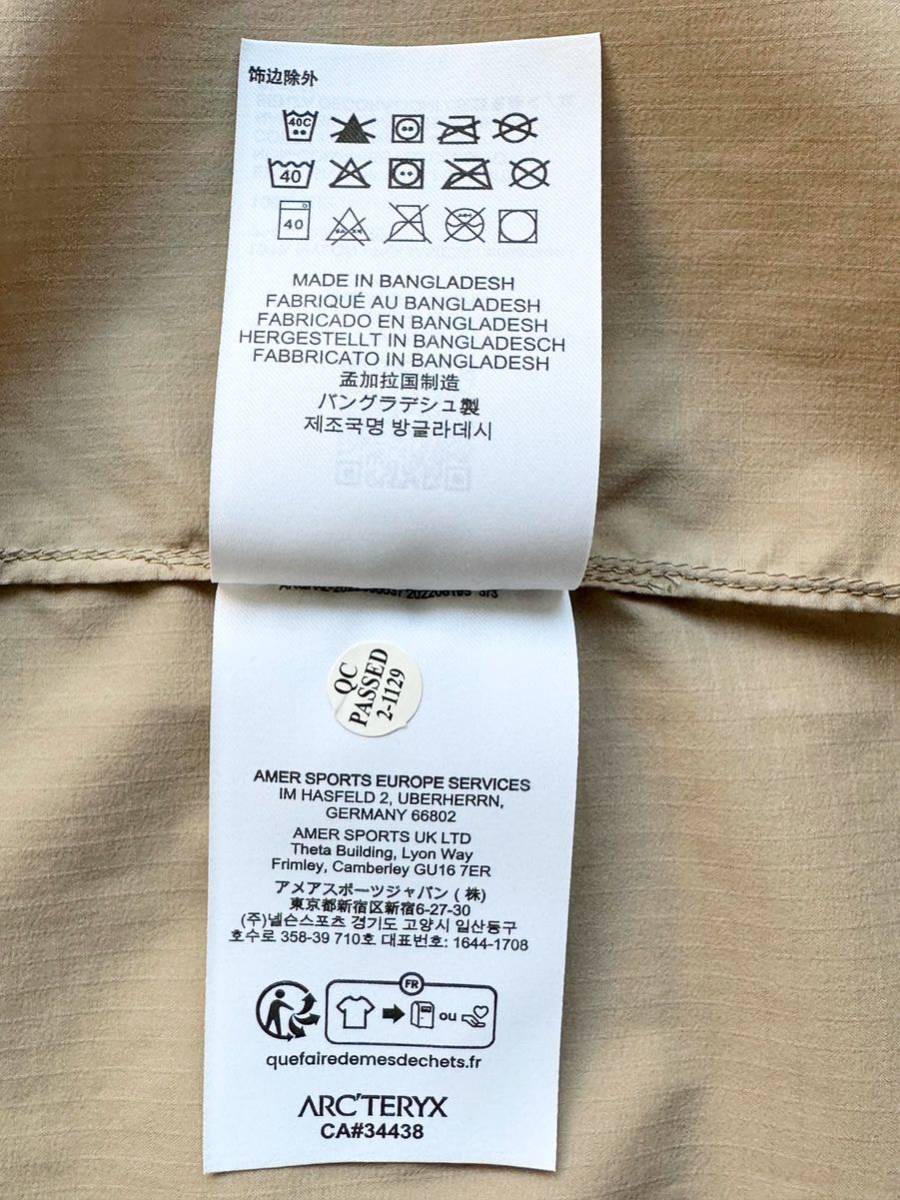 饰边除外
40C
40
40
MADE IN BANGLADESH
FABRIQUÉ AU BANGLADESH
FABRICADO EN BANGLADESH
HERGESTELLT IN BANGLADESCH
FABBRICATO IN BANGLADESH
孟加拉国制造
バングラデシュ製
제조국명 방글라데시
QC
PASSED
2-1129
AMER SPORTS EUROPE SERVICES
IM HASFELD 2, UBERHERRN,
GERMANY 66802
AMER SPORTS UK LTD
Theta Building, Lyon Way
Frimley, Camberley GU16 7ER
アメアスポーツジャパン ( 株)
東京都新宿区新宿6-27-30
(주)넬슨스포츠 경기도 고양시 일산동구
호수로 358-39 710호 대표번호: 1644-1708
FR
ou
quefairedemesdechets.fr
ARC'TERYX
CA#34438